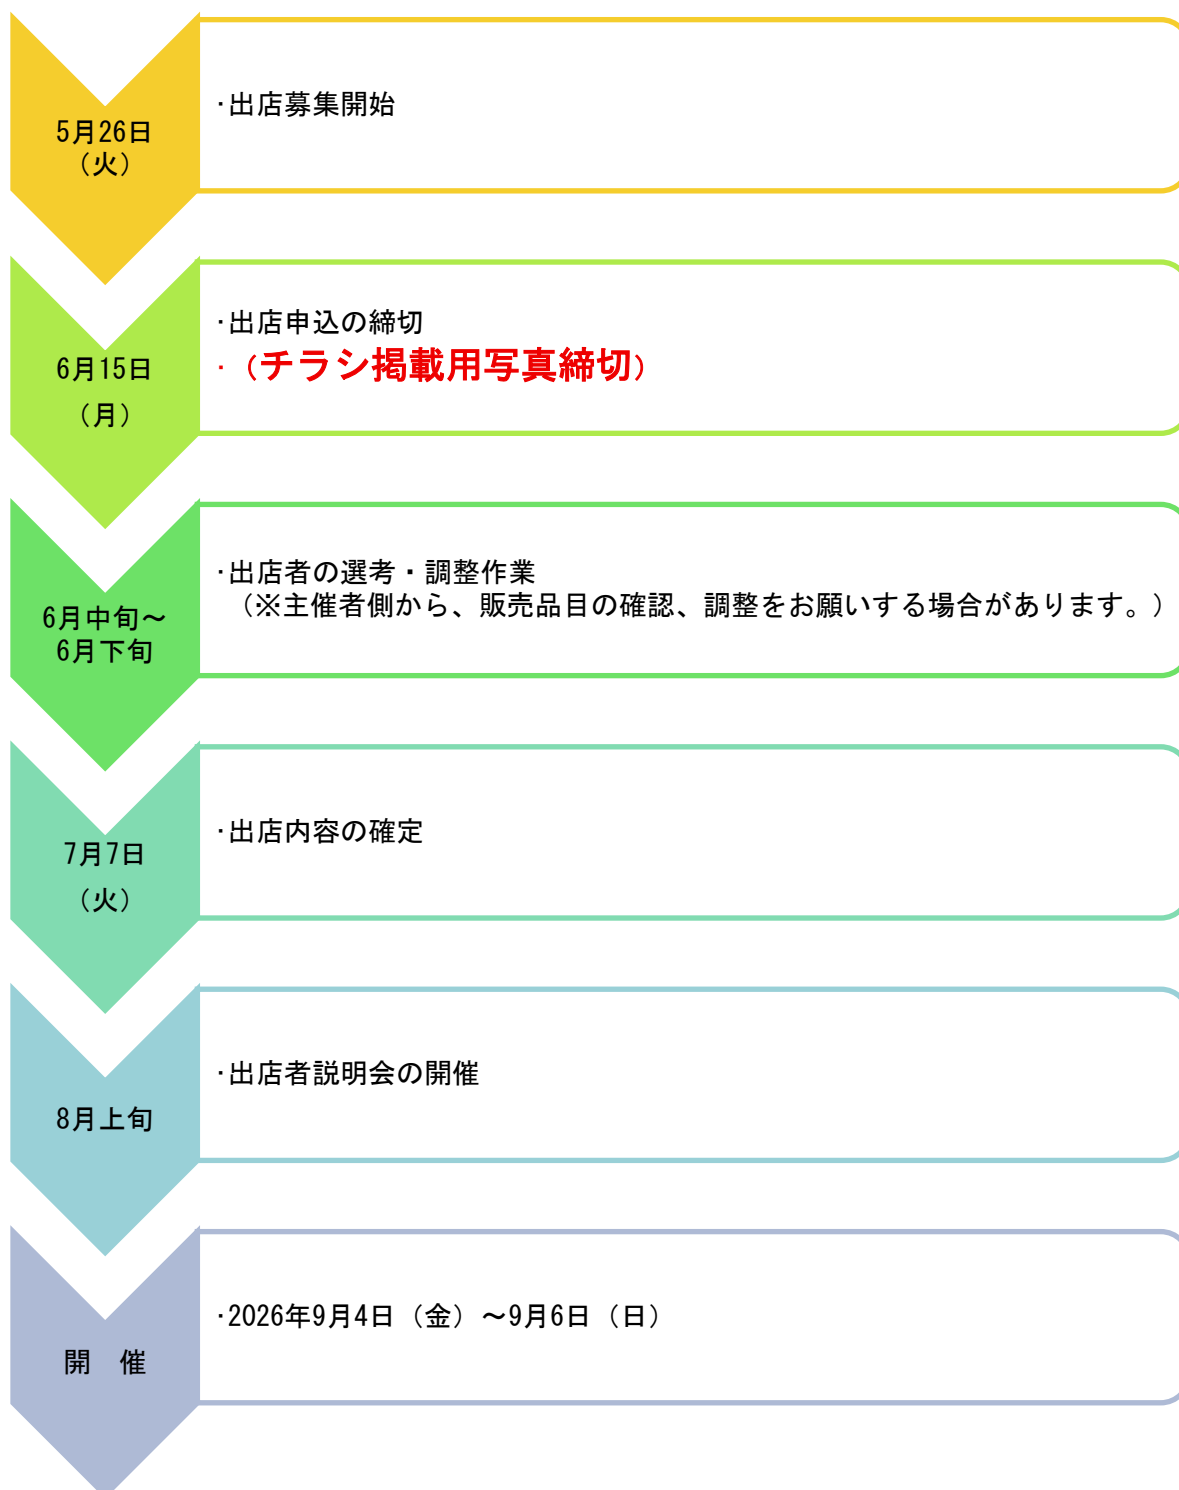 5月26日
（火）
・出店募集開始
6月15日
（月）
・出店申込の締切
・（チラシ掲載用写真締切）
6月中旬～
6月下旬
・出店者の選考・調整作業
（※主催者側から、販売品目の確認、調整をお願いする場合があります。）
7月7日
（火）
・出店内容の確定
8月上旬
・出店者説明会の開催
開　催
・2026年9月4日（金）～9月6日（日）